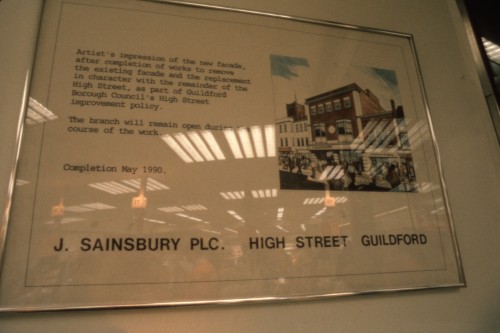 Artist's impression of the new facade,
after completion of works to remove
the existing facade and the replacement
in character with the remainder of the
High Street, as part of Guildford
Borough Council's High Street
improvement policy.
The branch will remain open during the
course of the work.
Completion May 1990.
J. SAINSBURY PLC. HIGH STREET GUILDFORD